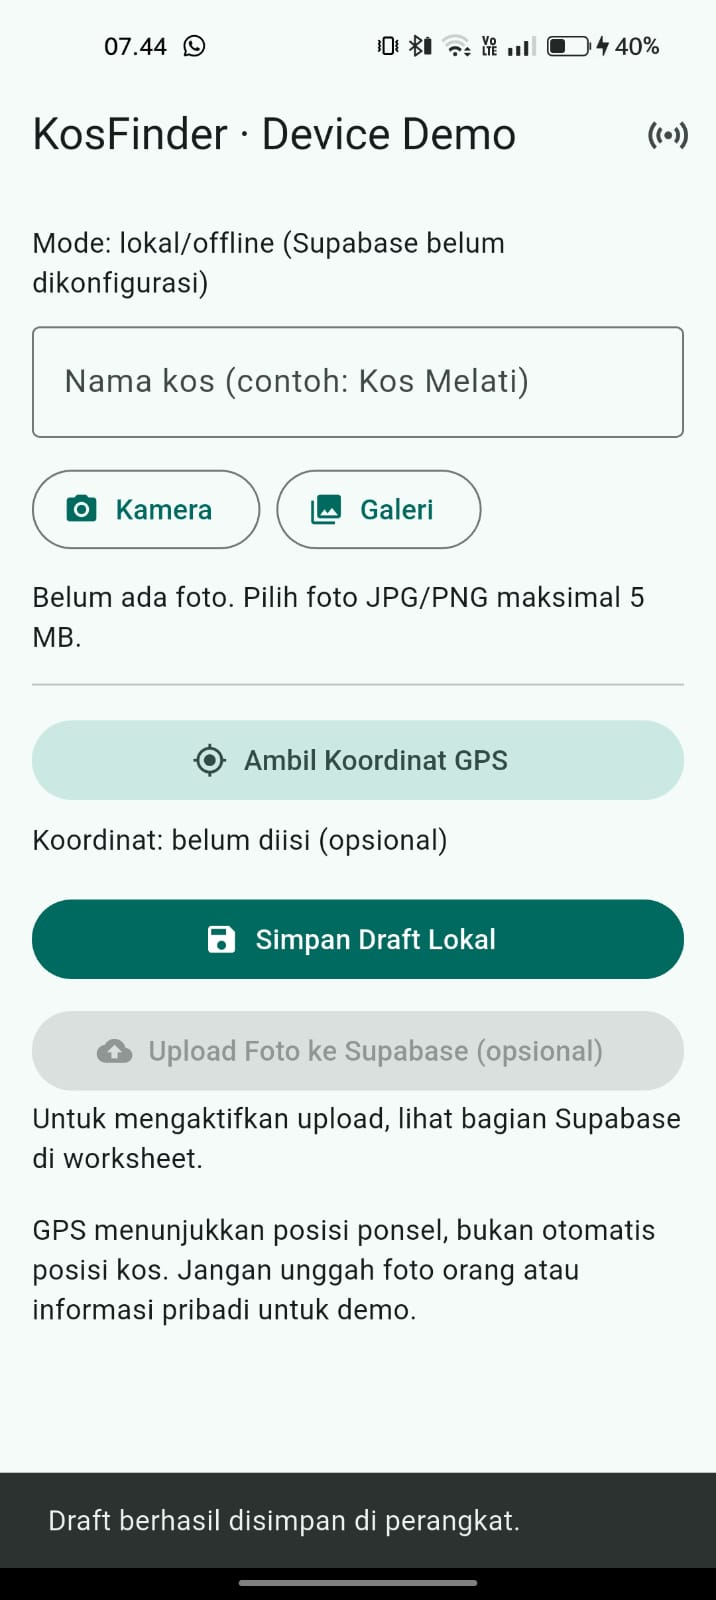 07.44
Vo LTE
40%
KosFinder · Device Demo
Mode: lokal/offline (Supabase belum
dikonfigurasi)
Nama kos (contoh: Kos Melati)
Kamera
Galeri
Belum ada foto. Pilih foto JPG/PNG maksimal 5
MB.
Ambil Koordinat GPS
Koordinat: belum diisi (opsional)
Simpan Draft Lokal
Upload Foto ke Supabase (opsional)
Untuk mengaktifkan upload, lihat bagian Supabase
di worksheet.
GPS menunjukkan posisi ponsel, bukan otomatis
posisi kos. Jangan unggah foto orang atau
informasi pribadi untuk demo.
Draft berhasil disimpan di perangkat.